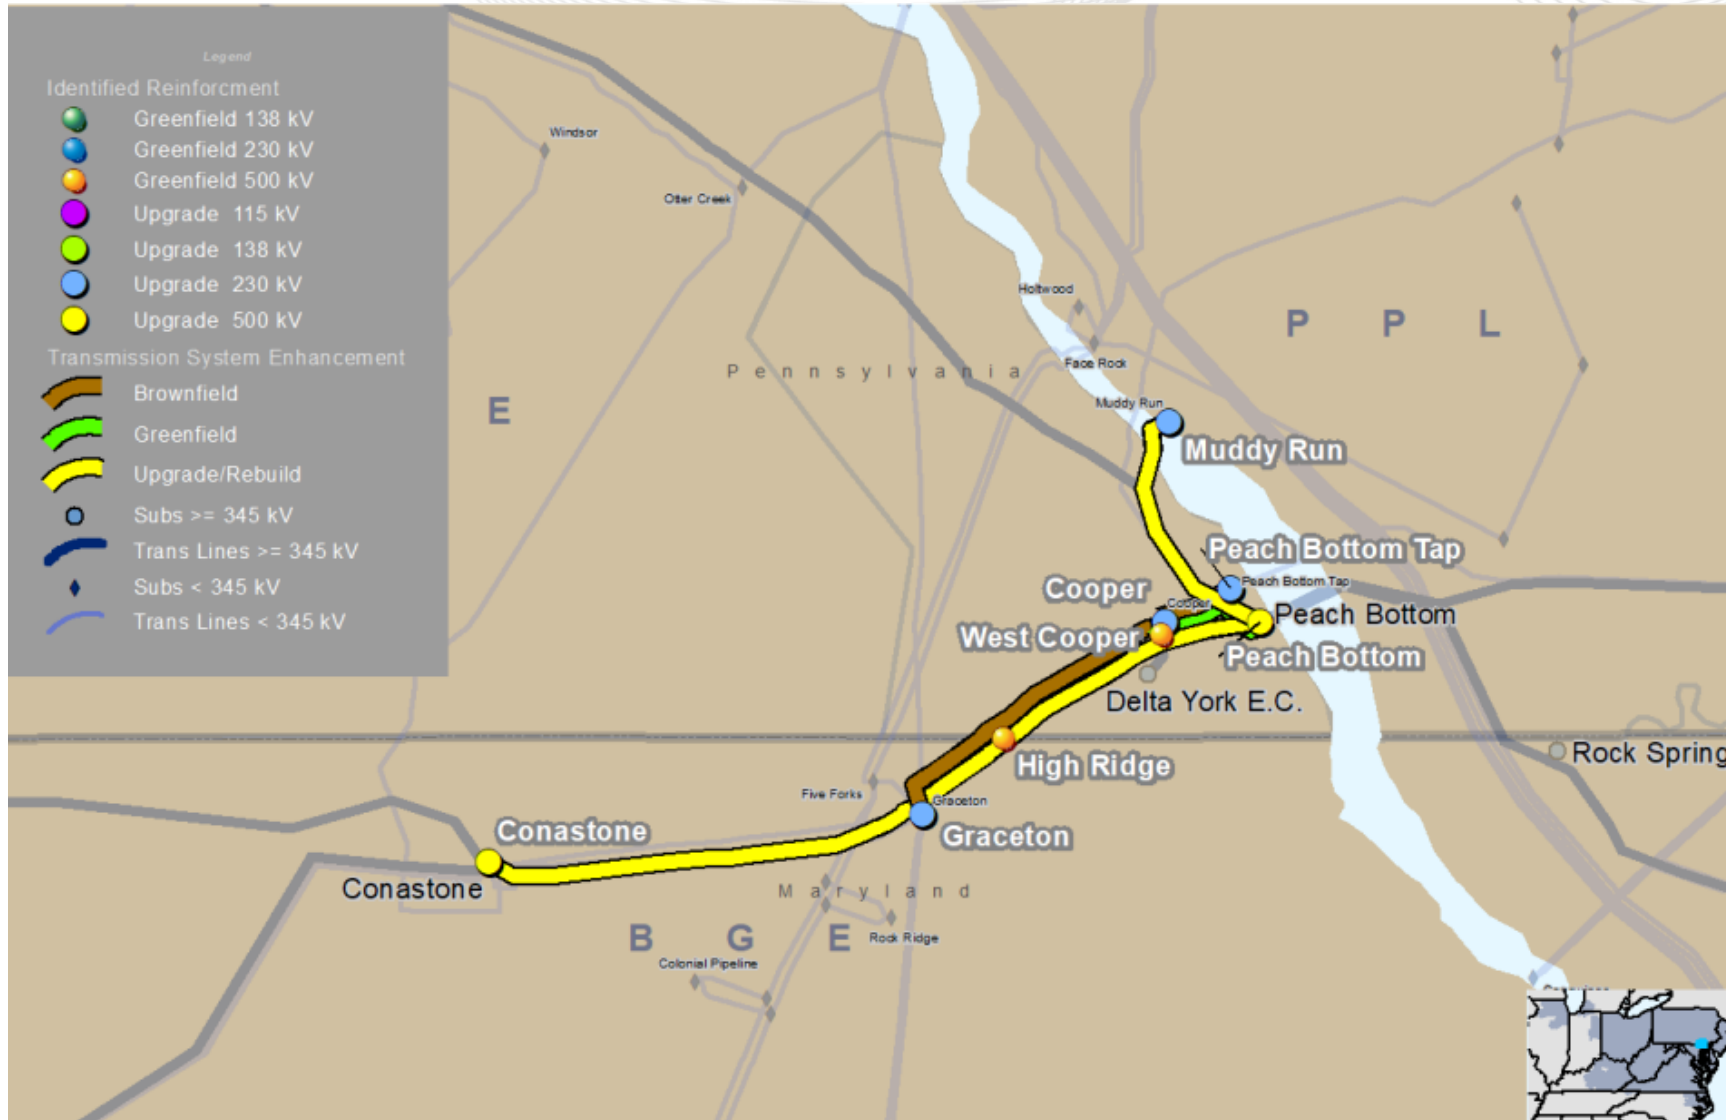 Legend
Identified Reinforcment
Greenfield 138 kV
Greenfield 230 kV
Greenfield 500 kV
Upgrade 115 kV
Upgrade 138 kV
Upgrade 230 kV
Upgrade 500 kV
Transmission System Enhancement
Brownfield
Greenfield
Upgrade/Rebuild
Subs >= 345 kV
Trans Lines >= 345 kV
Subs < 345 kV
Trans Lines < 345 kV
Windsor
Otter Creek
Holtwood
P P L
Face Rock
Pennsylvania
E
Muddy Run
Muddy Run
Peach Bottom Tap
Peach Bottom Tap
Cooper
Cooper
Peach Bottom
West Cooper
Peach Bottom
Delta York E.C.
High Ridge
Rock Spring
Five Forks
Graceton
Graceton
Conastone
Conastone
Maryland
B G E
Rock Ridge
Colonial Pipeline